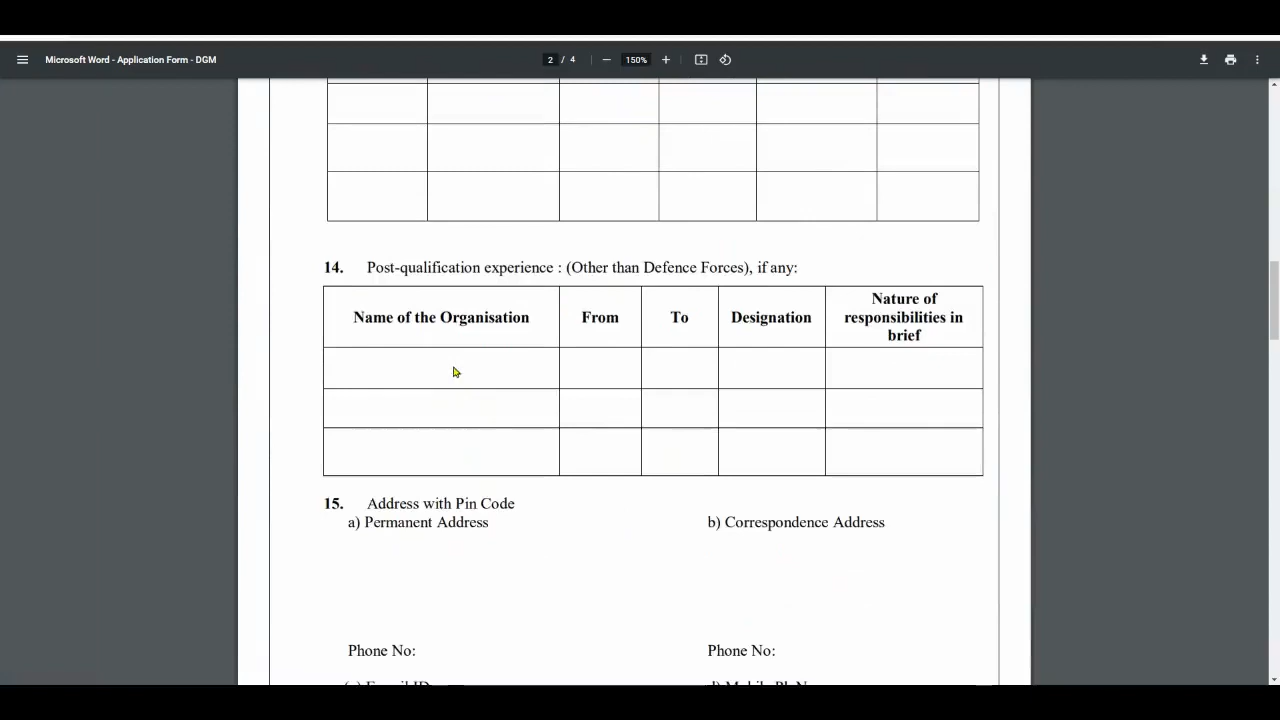 Microsoft Word - Application Form - DGM
2 / 4
150%
14. Post-qualification experience : (Other than Defence Forces), if any:
Name of the Organisation
From
To
Designation
Nature of
responsibilities in
brief
15. Address with Pin Code
a) Permanent Address
b) Correspondence Address
Phone No:
Phone No: